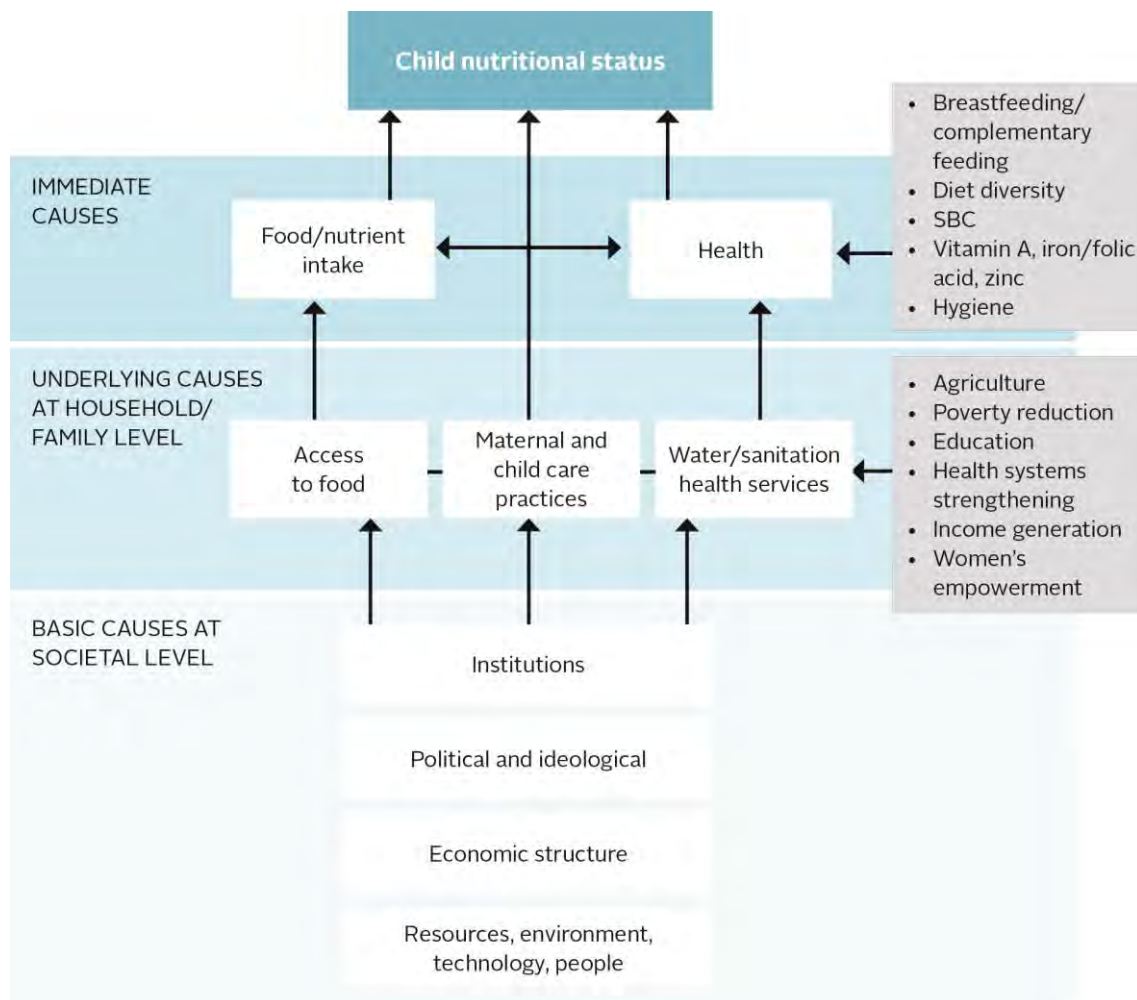 Child nutritional status
IMMEDIATE
CAUSES
Food/nutrient
intake
Health
• Breastfeeding/
complementary
feeding
• Diet diversity
• SBC
• Vitamin A, iron/folic
acid, zinc
• Hygiene
UNDERLYING CAUSES
AT HOUSEHOLD/
FAMILY LEVEL
Access
to food
Maternal and
child care
practices
Water/sanitation
health services
• Agriculture
• Poverty reduction
• Education
• Health systems
strengthening
• Income generation
• Women's
empowerment
BASIC CAUSES AT
SOCIETAL LEVEL
Institutions
Political and ideological
Economic structure
Resources, environment,
technology, people